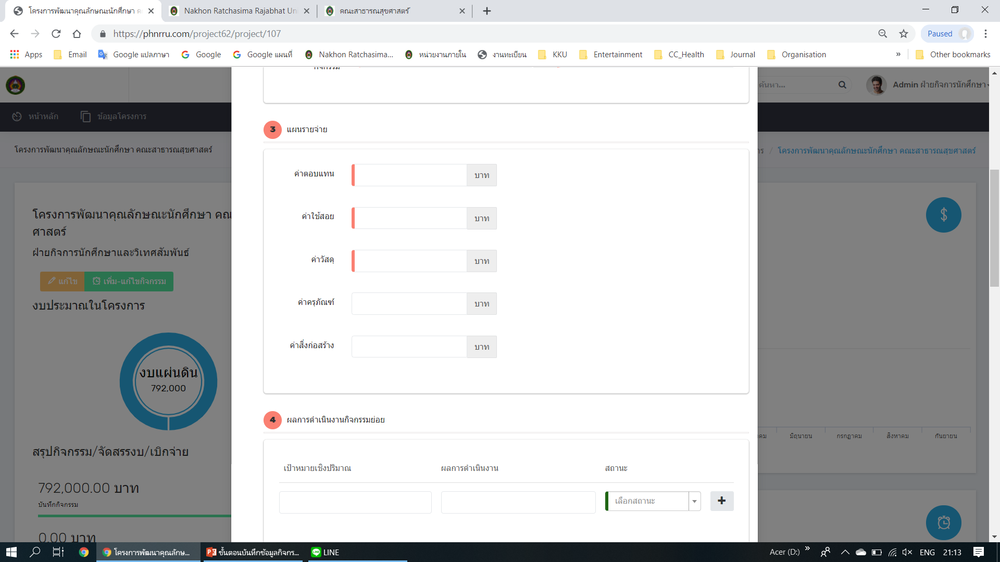 โครงการพัฒนาคุณลักษณะนักศึกษา ค
Nakhon Ratchasima Rajabhat Un
คณะสาธารณสุขศาสตร์
https://phnrru.com/project62/project/107
Paused
Apps
Email
Google แปลภาษา
Google
Google แผนที่
Nakhon Ratchasima...
หน่วยงานภายใน
งานทะเบียน
KKU
Entertainment
CC_Health
Journal
Organisation
»
Other bookmarks
กิจกรรม
ค้นหา...
Admin ฝ่ายกิจการนักศึกษา
หน้าหลัก
ข้อมูลโครงการ
โครงการพัฒนาคุณลักษณะนักศึกษา คณะสาธารณสุขศาสตร์
าร / โครงการพัฒนาคุณลักษณะนักศึกษา คณะสาธารณสุขศาสตร์
โครงการพัฒนาคุณลักษณะนักศึกษา คณ
ศาสตร์
ฝ่ายกิจการนักศึกษาและวิเทศสัมพันธ์
แก้ไข
เพิ่ม-แก้ไขกิจกรรม
งบประมาณในโครงการ
งบแผ่นดิน
792,000
สรุปกิจกรรม/จัดสรรงบ/เบิกจ่าย
792,000.00 บาท
บันทึกกิจกรรม
0.00 บาท
3 แผนรายจ่าย
ค่าตอบแทน บาท
ค่าใช้สอย บาท
ค่าวัสดุ บาท
ค่าครุภัณฑ์ บาท
ค่าสิ่งก่อสร้าง บาท
4 ผลการดำเนินงานกิจกรรมย่อย
เป้าหมายเชิงปริมาณ ผลการดำเนินงาน สถานะ
เลือกสถานะ
$
าคม มิถุนายน กรกฎาคม สิงหาคม กันยายน
โครงการพัฒนาคุณลักษ...
ขั้นตอนบันทึกข้อมูลกิจกร...
LINE
Acer (D:)
»
ENG
21:13